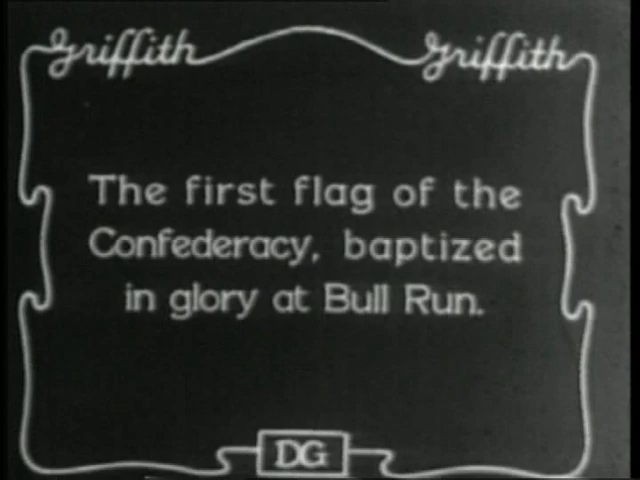 Griffith Griffith
The first flag of the
Confederacy, baptized
in glory at Bull Run.
DG